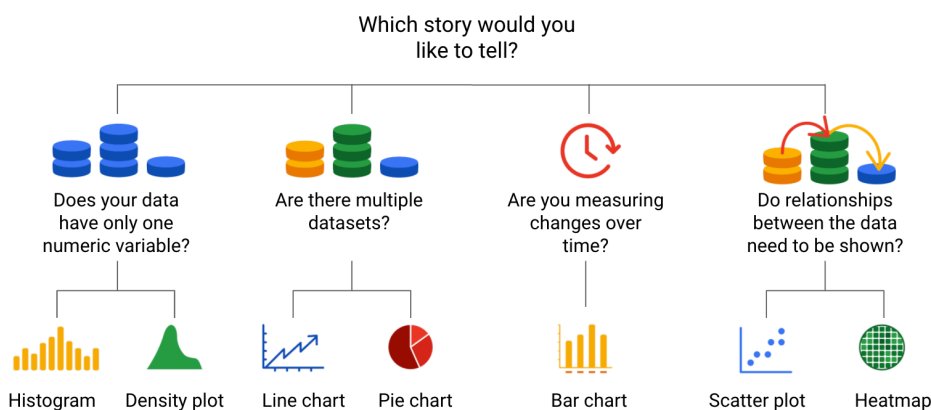 Which story would you
like to tell?
Does your data
have only one
numeric variable?
Are there multiple
datasets?
Are you measuring
changes over
time?
Do relationships
between the data
need to be shown?
Histogram
Density plot
Line chart
Pie chart
Bar chart
Scatter plot
Heatmap